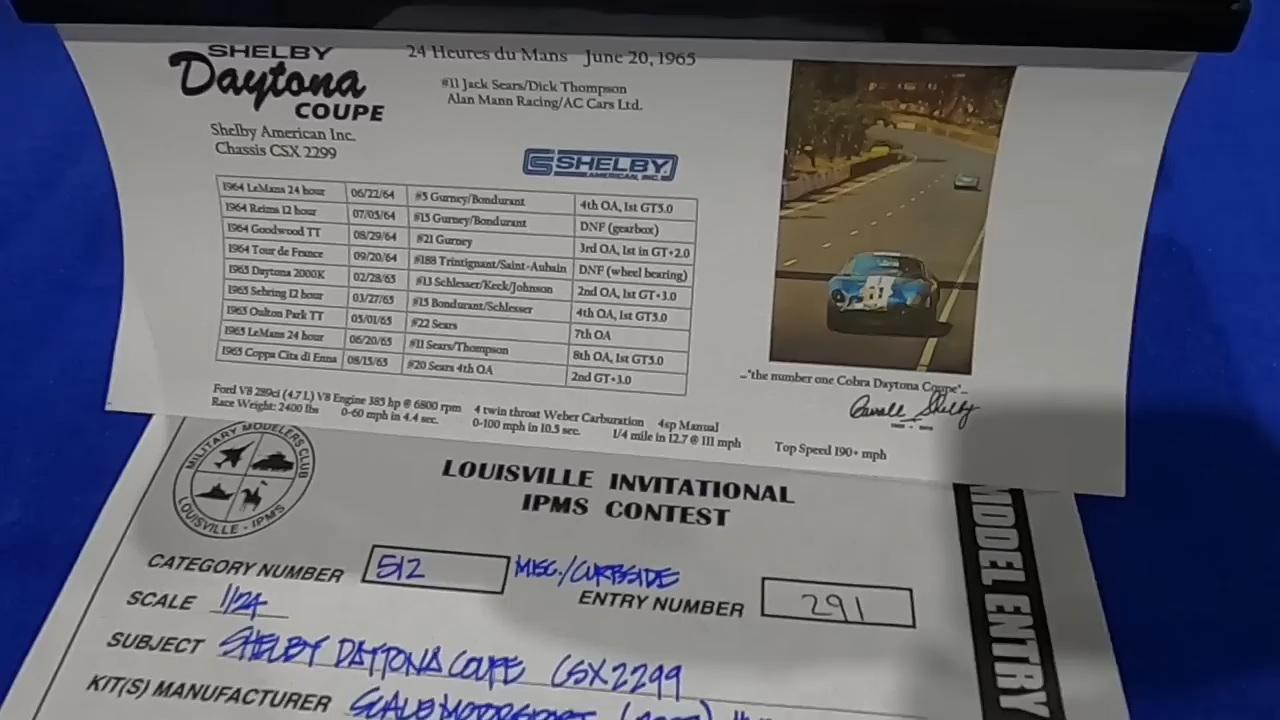 SHELBY
Daytona
COUPE
24 Heures du Mans June 20, 1965
#11 Jack Sears/Dick Thompson
Alan Mann Racing/AC Cars Ltd.
Shelby American Inc.
Chassis CSX 2299
SHELBY
AMERICAN, INC.
1964 LeMans 24 hour 06/22/64 #5 Gurney/Bondurant 4th OA, 1st GT5.0
1964 Reims 12 hour 07/05/64 #15 Gurney/Bondurant DNF (gearbox)
1964 Goodwood TT 08/29/64 #21 Gurney 3rd OA, 1st in GT+2.0
1964 Tour de France 09/20/64 #188 Trintignant/Saint-Aubain DNF (wheel bearing)
1965 Daytona 2000K 02/28/65 #13 Schlesser/Keck/Johnson 2nd OA, 1st GT+3.0
1965 Sebring 12 hour 03/27/65 #15 Bondurant/Schlesser 4th OA, 1st GT5.0
1965 Oulton Park TT 05/01/65 #22 Sears 7th OA
1965 LeMans 24 hour 06/20/65 #11 Sears/Thompson 8th OA, 1st GT5.0
1965 Coppa Cita di Enna 08/15/65 #20 Sears 4th OA 2nd GT+3.0
..."the number one Cobra Daytona Coupe"...
Carroll Shelby
Ford V8 289ci (4.7 L) V8 Engine 385 hp @ 6800 rpm 4 twin throat Weber Carburation 4sp Manual
Race Weight: 2400 lbs 0-60 mph in 4.4 sec. 0-100 mph in 10.5 sec. 1/4 mile in 12.7 @ 111 mph Top Speed 190+ mph
MILITARY MODELERS CLUB
LOUISVILLE - IPMS
LOUISVILLE INVITATIONAL
IPMS CONTEST
MODEL ENTRY
CATEGORY NUMBER 512 MISC./CURBSIDE
ENTRY NUMBER 291
SCALE 1/24
SUBJECT SHELBY DAYTONA COUPE CSX2299
KIT(S) MANUFACTURER SCALE MOTORSPORT